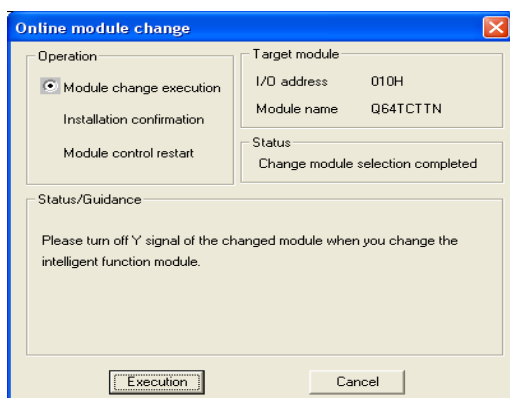 Online module change
Operation
Module change execution
Installation confirmation
Module control restart
Target module
I/O address 010H
Module name Q64TCTTN
Status
Change module selection completed
Status/Guidance
Please turn off Y signal of the changed module when you change the
intelligent function module.
Execution
Cancel